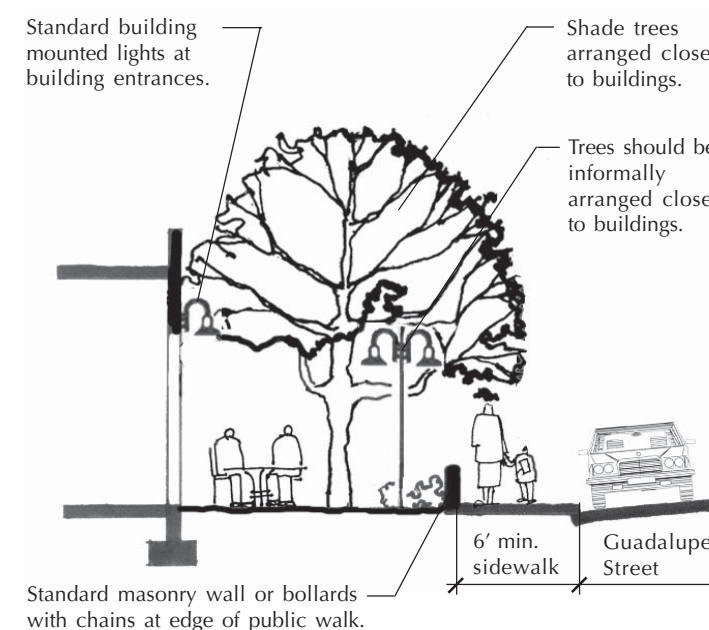 Standard building
mounted lights at
building entrances.
Shade trees
arranged close
to buildings.
Trees should be
informally
arranged close
to buildings.
6' min.
sidewalk
Guadalupe
Street
Standard masonry wall or bollards
with chains at edge of public walk.